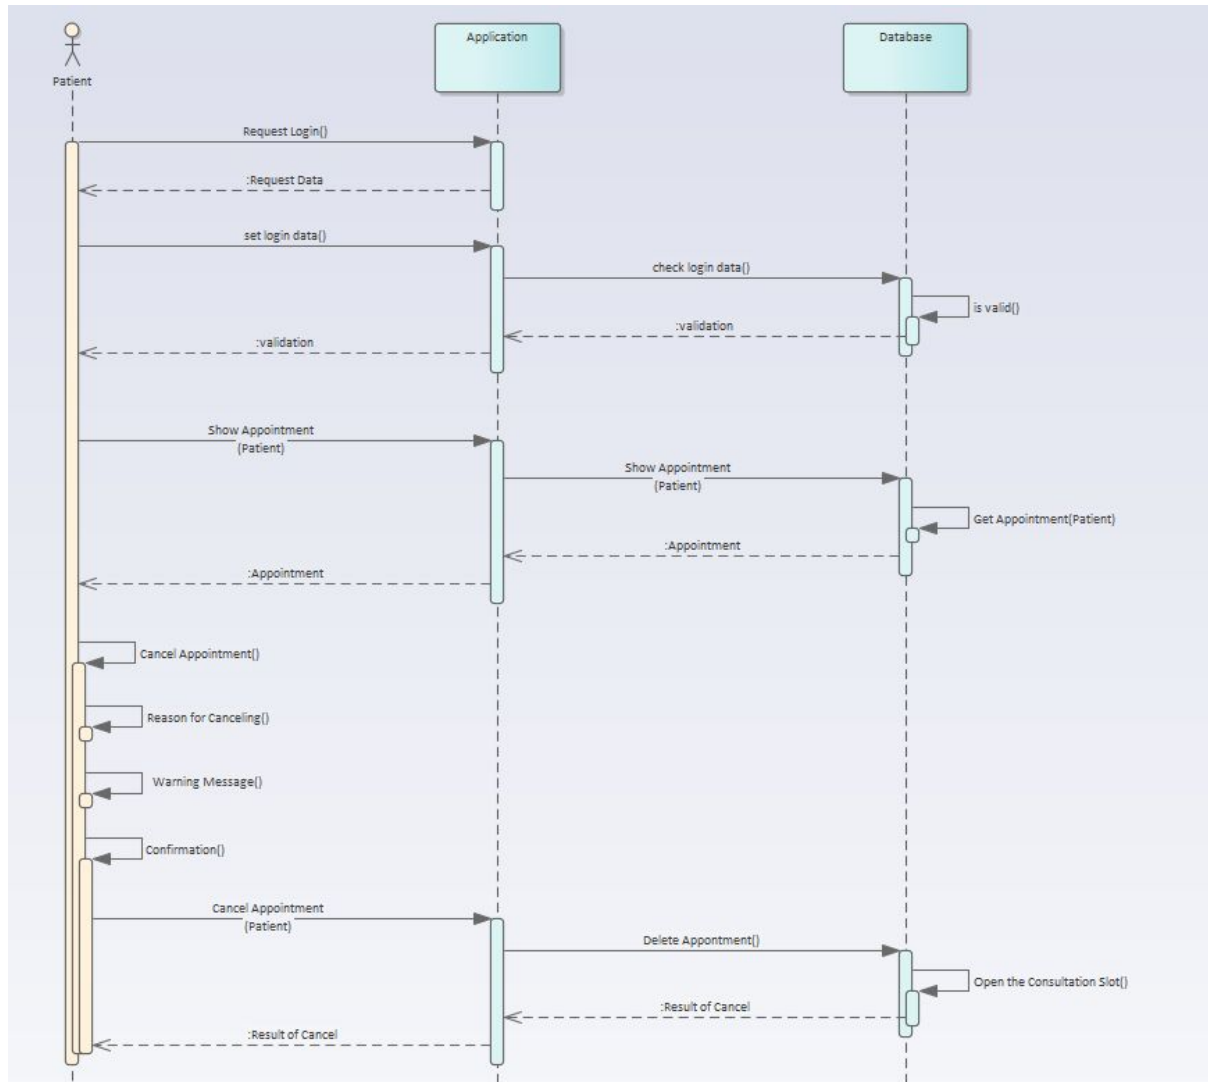 Application
Database
Patient
Request Login()
:Request Data
set login data()
check login data()
is valid()
:validation
:validation
Show Appointment
(Patient)
Show Appointment
(Patient)
Get Appointment(Patient)
:Appointment
:Appointment
Cancel Appointment()
Reason for Canceling()
Warning Message()
Confirmation()
Cancel Appointment
(Patient)
Delete Appontment()
Open the Consultation Slot()
:Result of Cancel
:Result of Cancel